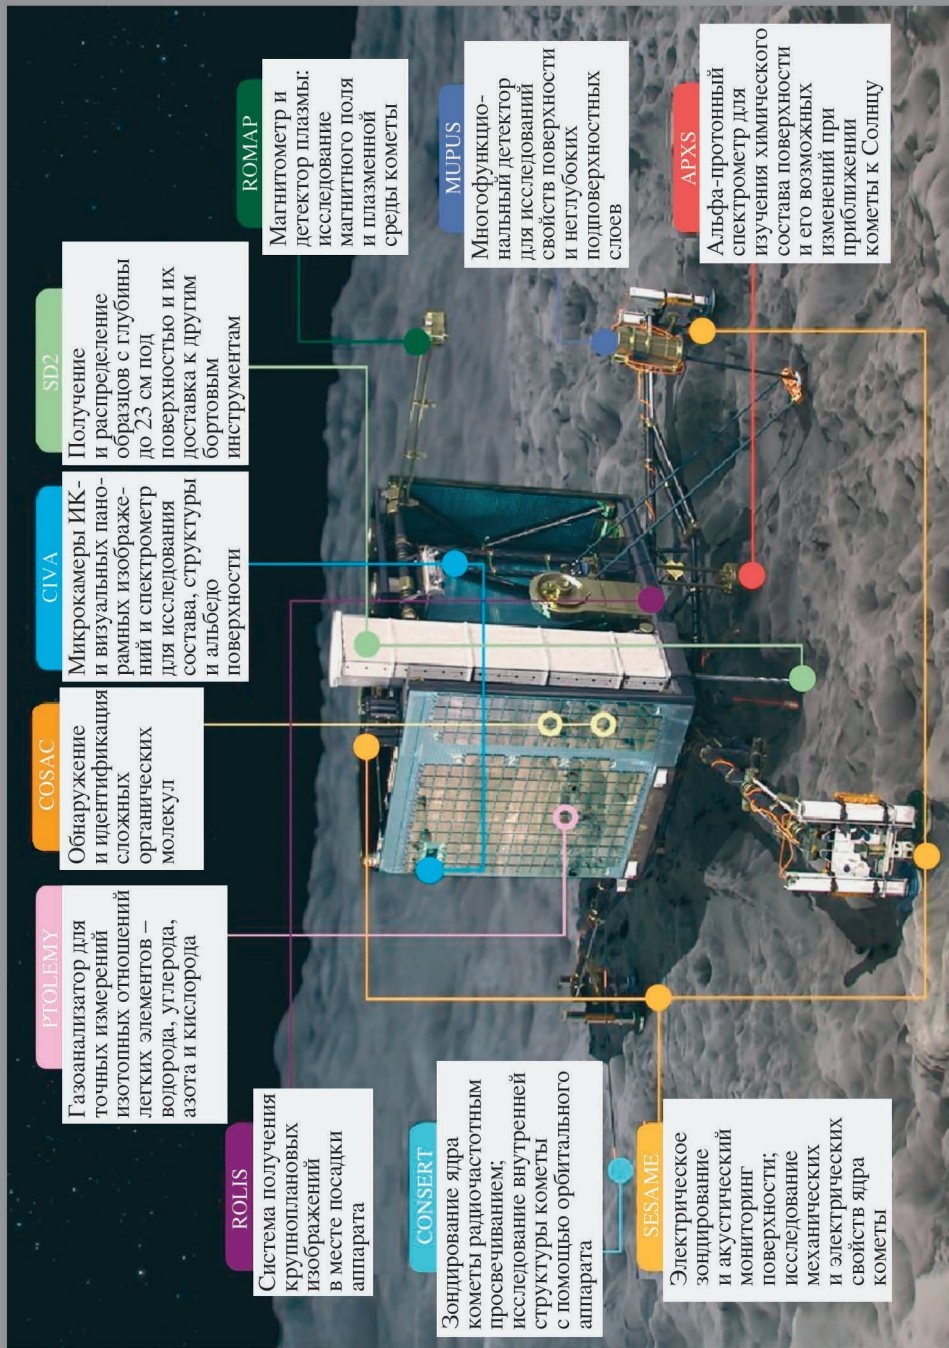 PTOLEMY
Газоанализатор для
точных измерений
изотопных отношений
легких элементов –
водорода, углерода,
азота и кислорода
COSAC
Обнаружение
и идентификация
сложных
органических
молекул
CIVA
Микрокамеры ИК-
и визуальных пано-
рамных изображе-
ний и спектрометр
для исследования
состава, структуры
и альбедо
поверхности
SD2
Получение
и распределение
образцов с глубины
до 23 см под
поверхностью и их
доставка к другим
бортовым
инструментам
ROLIS
Система получения
крупноплановых
изображений
в месте посадки
аппарата
ROMAP
Магнитометр и
детектор плазмы:
исследование
магнитного поля
и плазменной
среды кометы
CONSERT
Зондирование ядра
кометы радиочастотным
просвечиванием;
исследование внутренней
структуры кометы
с помощью орбитального
аппарата
MUPUS
Многофункцио-
нальный детектор
для исследований
свойств поверхности
и неглубоких
подповерхностных
слоев
SESAME
Электрическое
зондирование
и акустический
мониторинг
поверхности;
исследование
механических
и электрических
свойств ядра
кометы
APXS
Альфа-протонный
спектрометр для
изучения химического
состава поверхности
и его возможных
изменений при
приближении
кометы к Солнцу